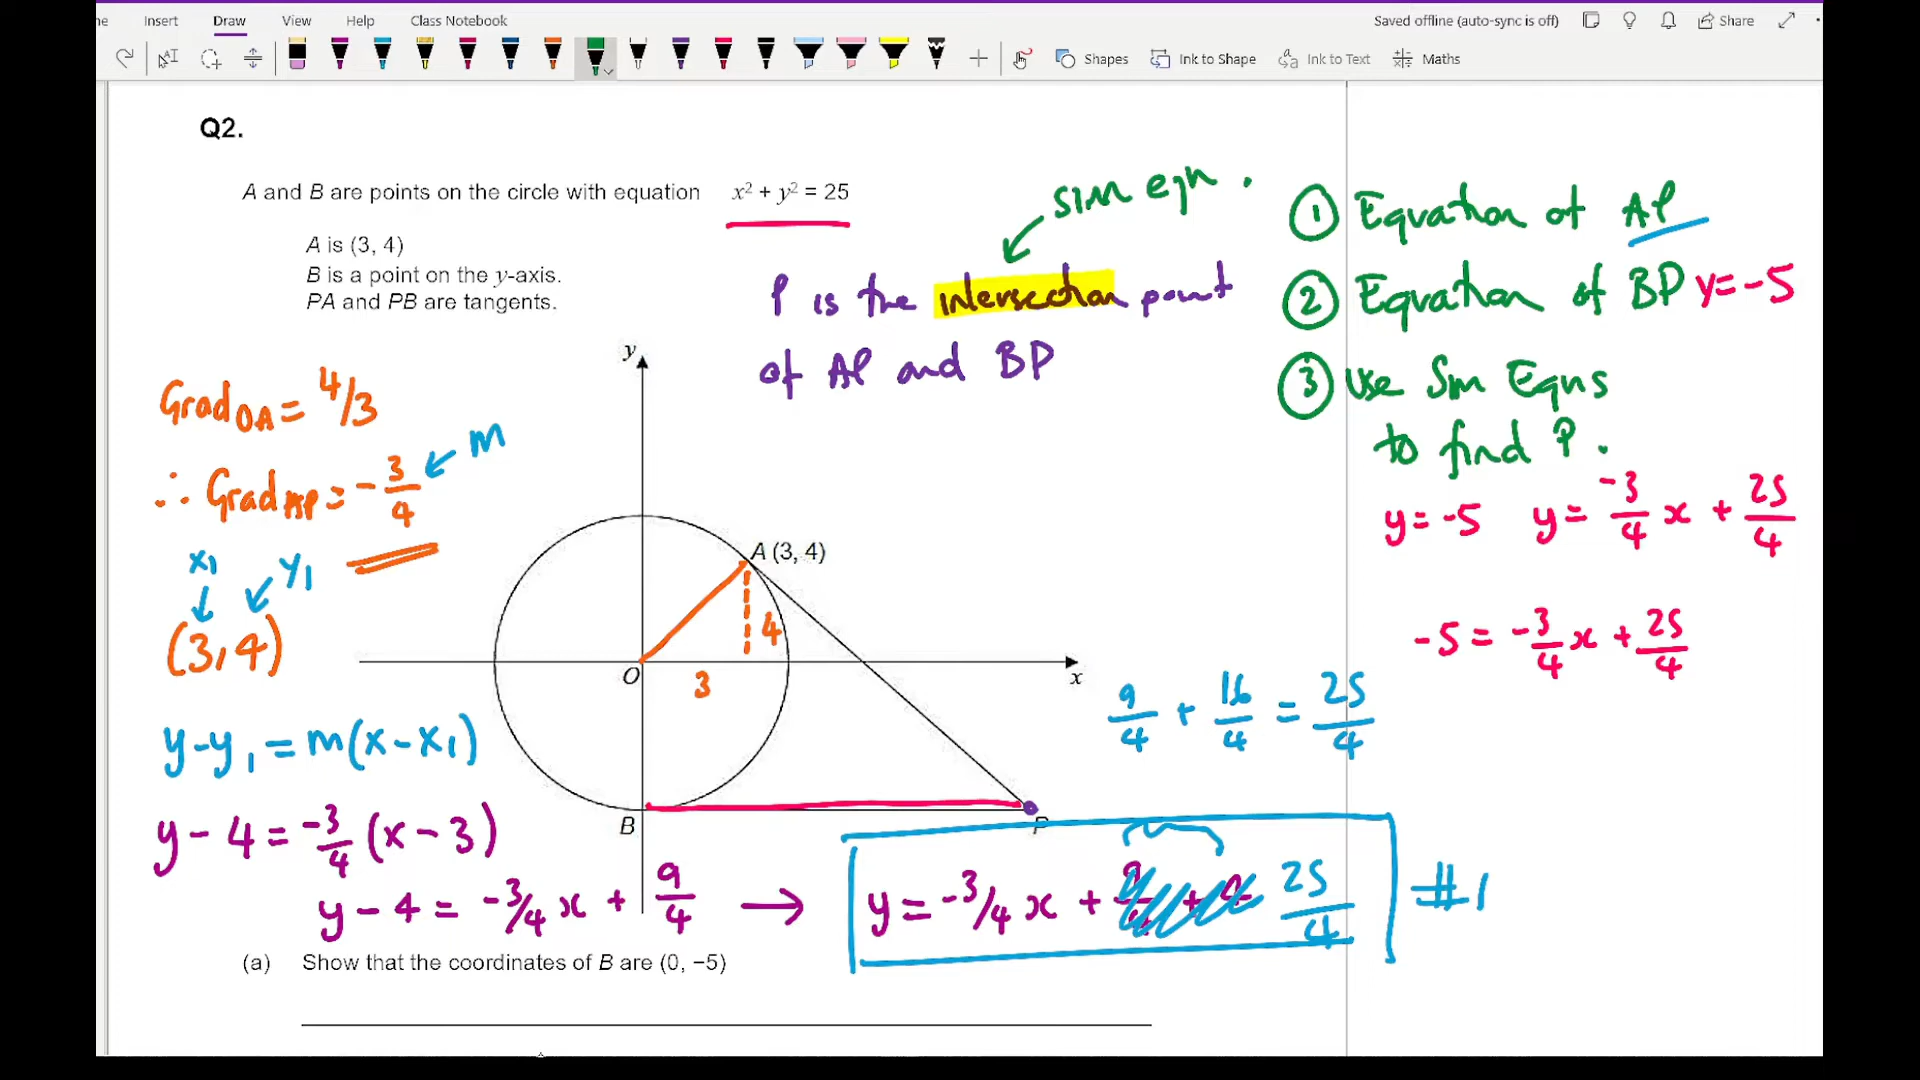 Insert Draw View Help Class Notebook Saved offline (auto-sync is off) Share
Shapes Ink to Shape Ink to Text Maths
Q2.
A and B are points on the circle with equation x² + y² = 25
A is (3, 4)
B is a point on the y-axis.
PA and PB are tangents.
sim eqn.
P is the intersection point
of AP and BP
① Equation of AP
② Equation of BP y=-5
③ Use Sim Eqns
to find P.
y=-5 y=-3/4 x + 25/4
-5 = -3/4 x + 25/4
Grad OA = 4/3
∴ Grad AP = -3/4
m
x₁ y₁
(3,4)
y-y₁ = m(x-x₁)
y-4 = -3/4 (x-3)
y-4 = -3/4 x + 9/4 → y = -3/4 x + 25/4 #1
9/4 + 16/4 = 25/4
y
A (3, 4)
4
O 3 x
B P
(a) Show that the coordinates of B are (0, −5)